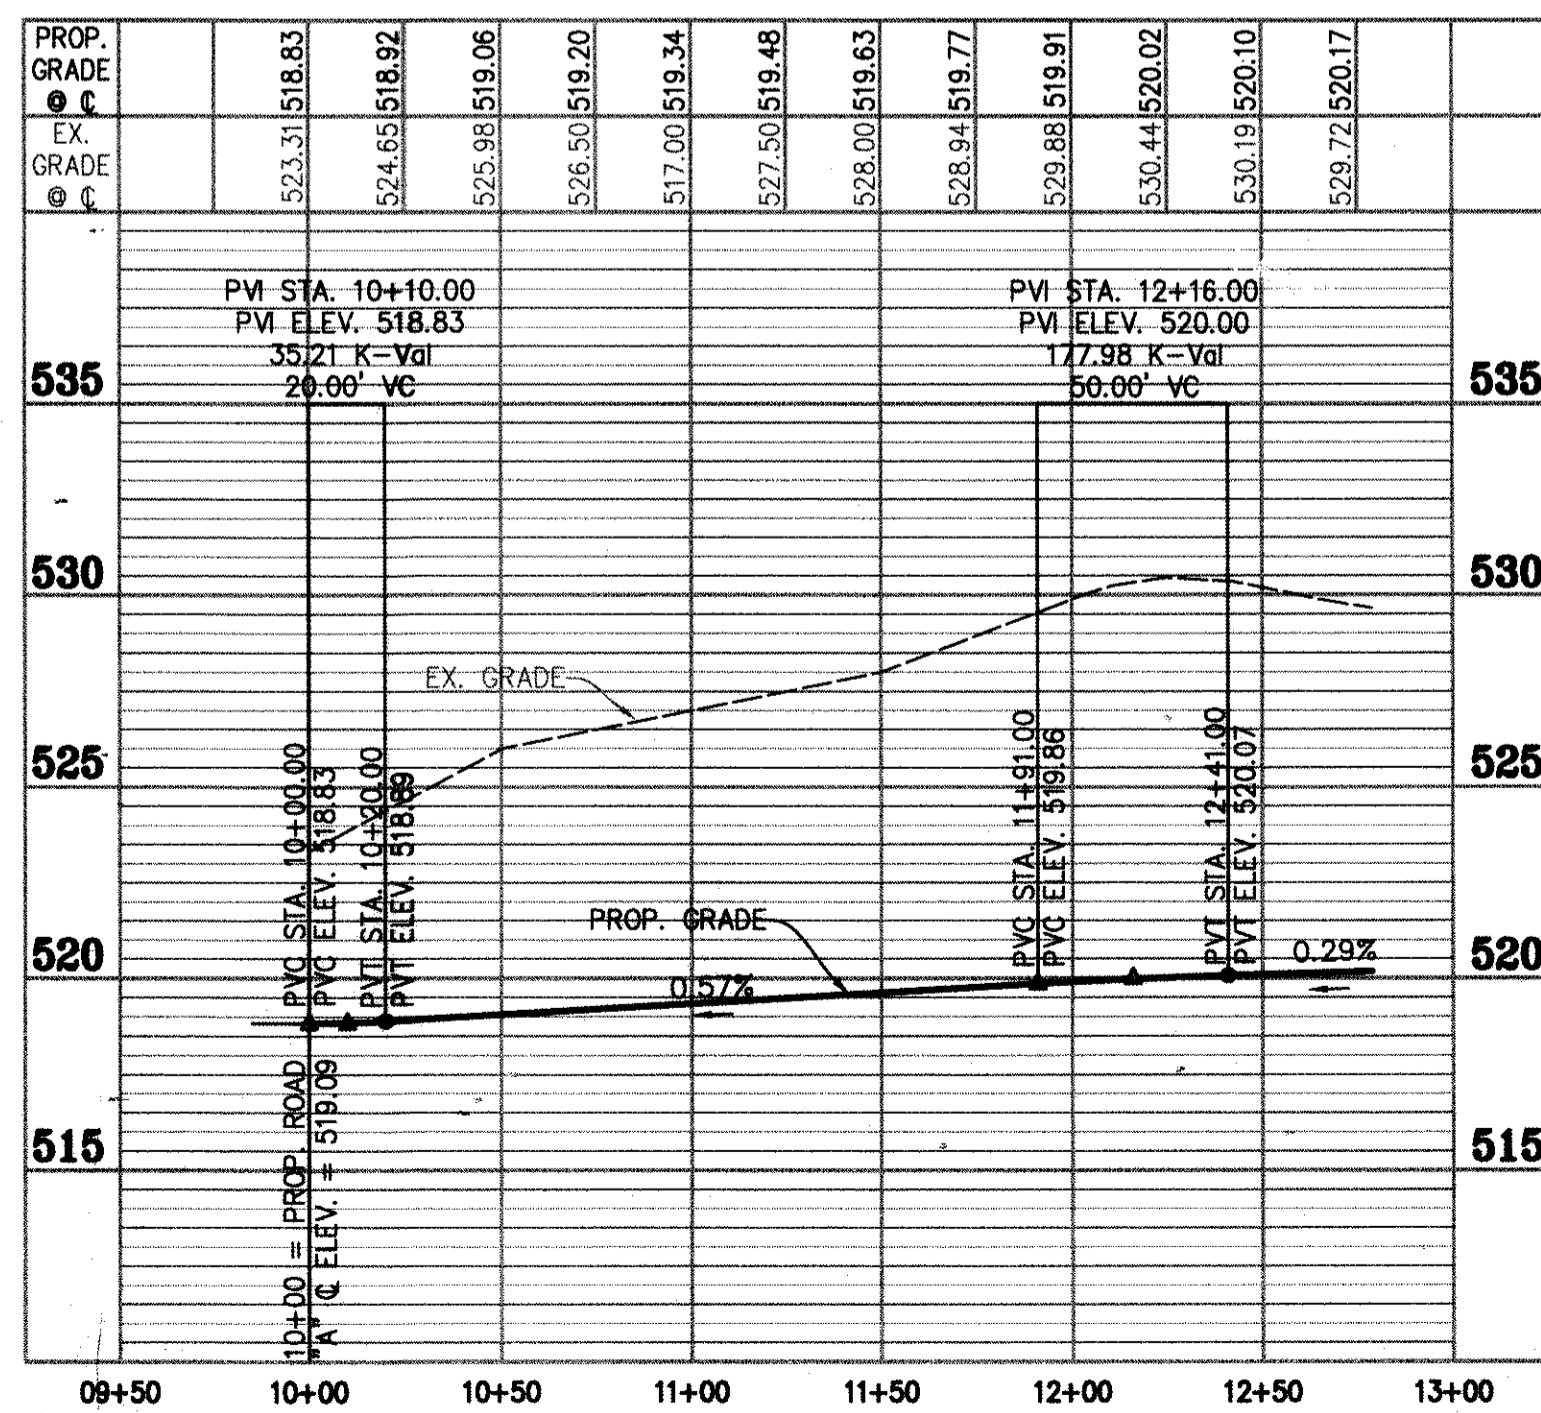 PROP.
GRADE
@ ℄
518.83
518.92
519.06
519.20
519.34
519.48
519.63
519.77
519.91
520.02
520.10
520.17
EX.
GRADE
@ ℄
523.31
524.65
525.98
526.50
517.00
527.50
528.00
528.94
529.88
530.44
530.19
529.72
PVI STA. 10+10.00
PVI ELEV. 518.83
35.21 K-Val
20.00' VC
PVI STA. 12+16.00
PVI ELEV. 520.00
177.98 K-Val
50.00' VC
535
535
530
530
EX. GRADE
525
525
PVC STA. 10+00.00
PVC ELEV. 518.83
PVT STA. 10+20.00
PVT ELEV. 518.89
PVC STA. 11+91.00
PVC ELEV. 519.86
PVT STA. 12+41.00
PVT ELEV. 520.07
PROP. GRADE
520
0.57%
0.29%
520
10+00 = PROP. ROAD
"A" ℄ ELEV. = 519.09
515
515
09+50
10+00
10+50
11+00
11+50
12+00
12+50
13+00